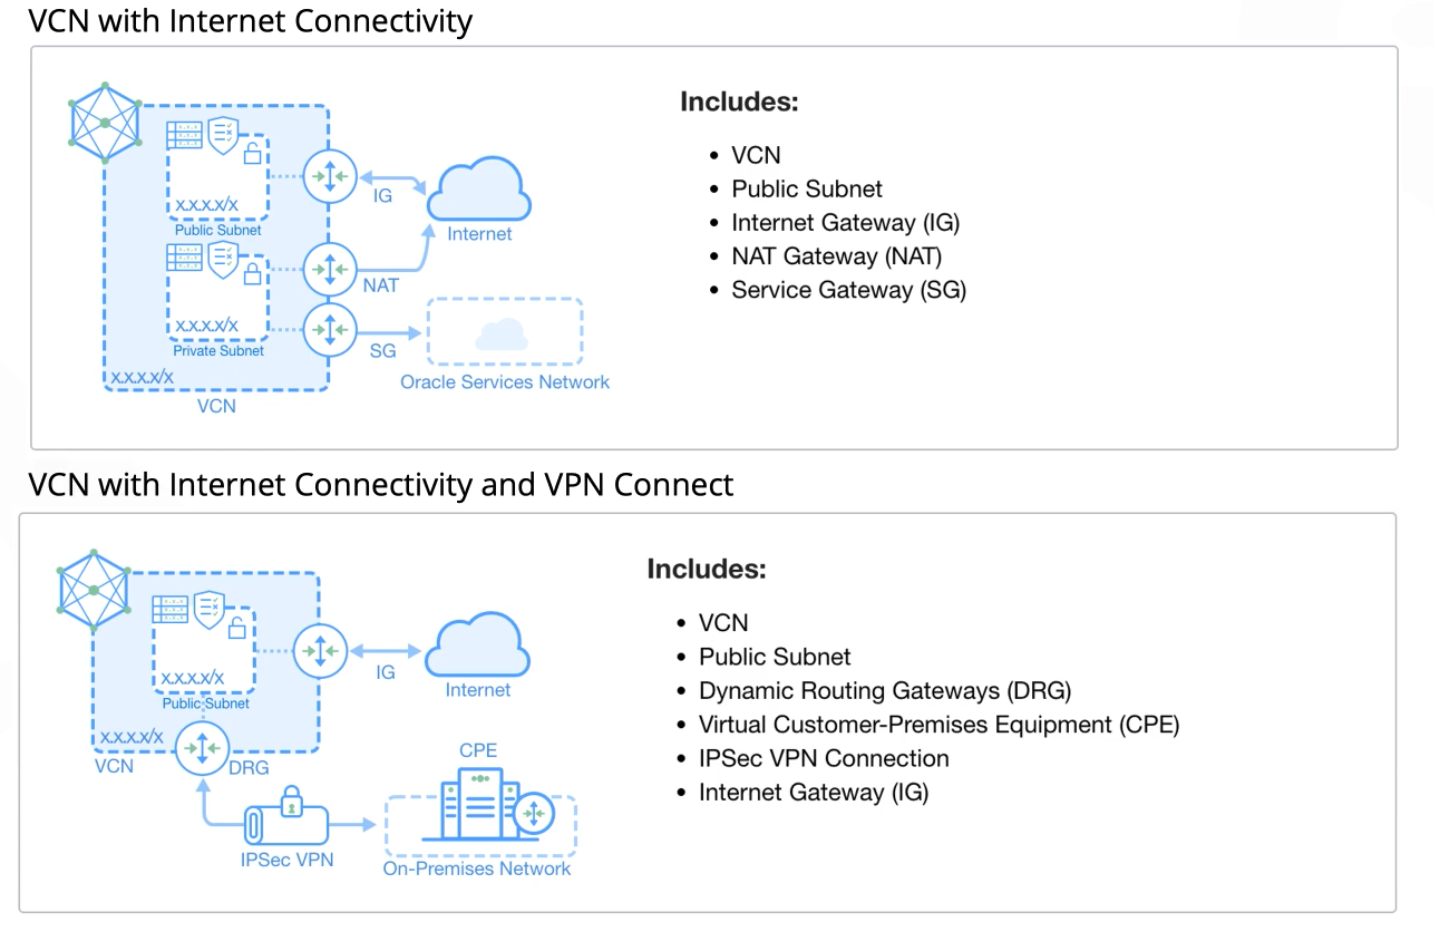 VCN with Internet Connectivity
x.x.x.x/x
Public Subnet
IG
Internet
x.x.x.x/x
Private Subnet
NAT
SG
Oracle Services Network
x.x.x.x/x
VCN
Includes:
• VCN
• Public Subnet
• Internet Gateway (IG)
• NAT Gateway (NAT)
• Service Gateway (SG)
VCN with Internet Connectivity and VPN Connect
x.x.x.x/x
Public Subnet
IG
Internet
x.x.x.x/x
VCN
DRG
CPE
IPSec VPN
On-Premises Network
Includes:
• VCN
• Public Subnet
• Dynamic Routing Gateways (DRG)
• Virtual Customer-Premises Equipment (CPE)
• IPSec VPN Connection
• Internet Gateway (IG)